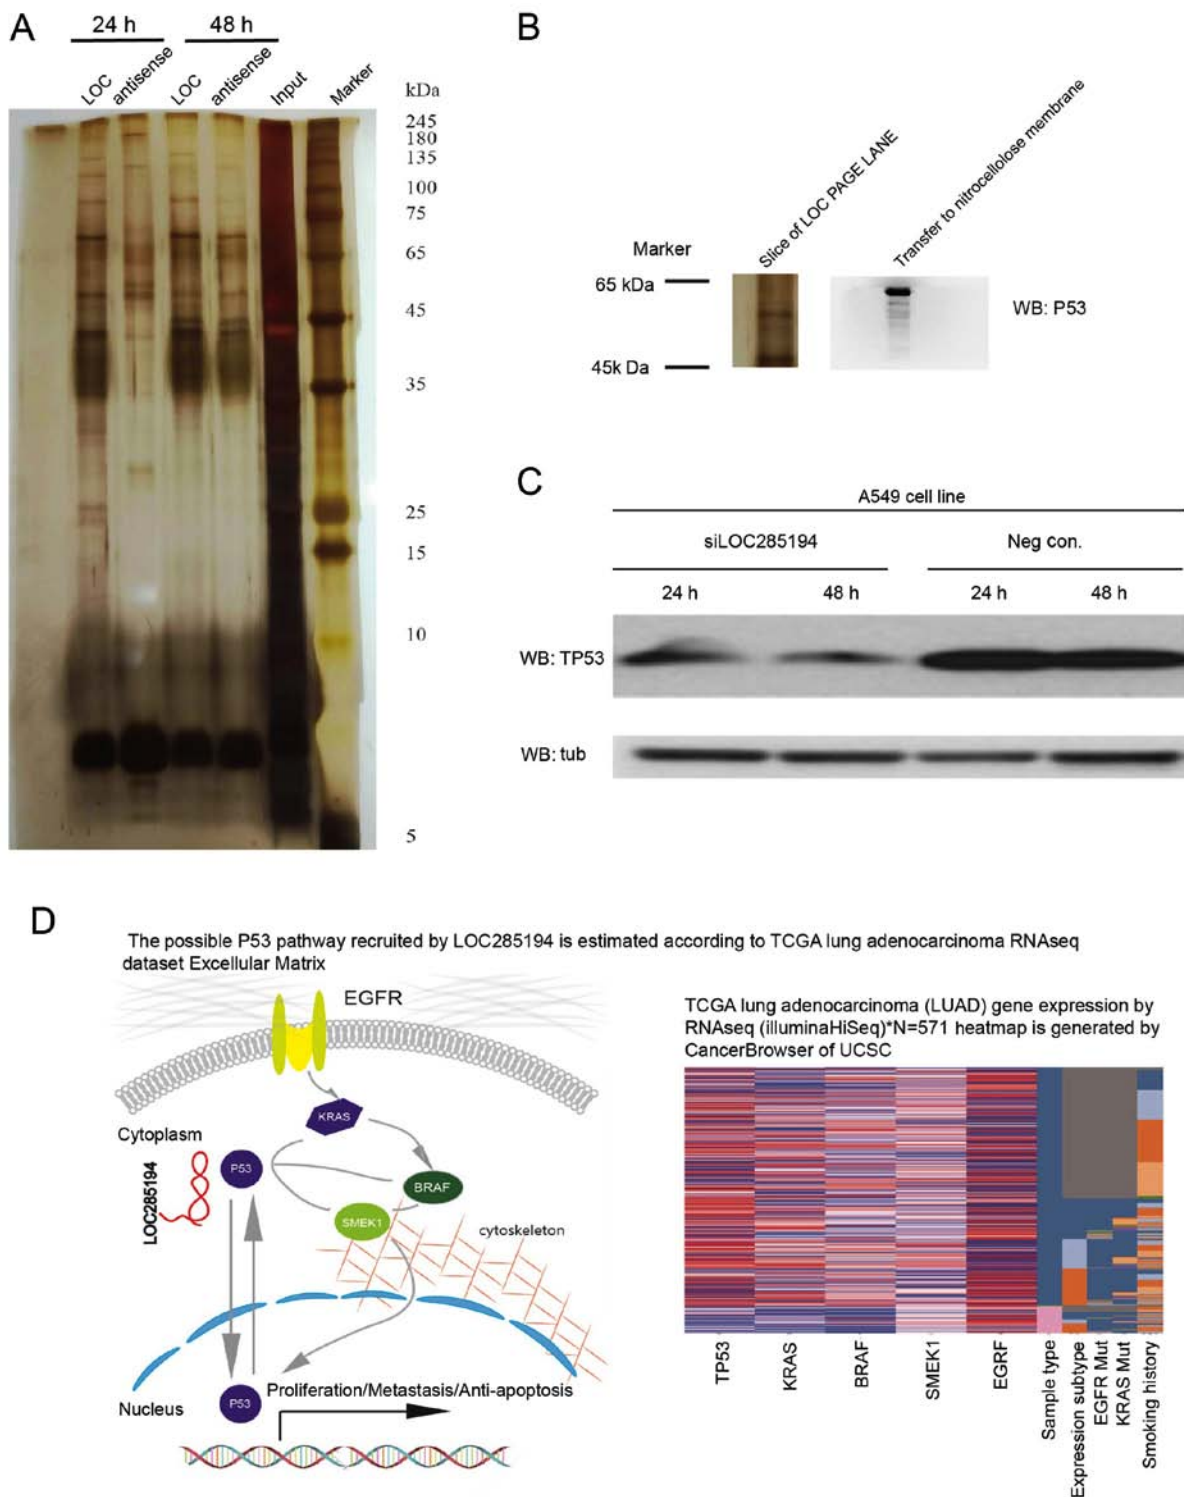 A
24 h
48 h
LOC
antisense
LOC
antisense
Input
Marker
kDa
245
180
135
100
75
65
45
35
25
15
10
5
B
Marker
Slice of LOC PAGE LANE
Transfer to nitrocellolose membrane
65 kDa
45k Da
WB: P53
C
A549 cell line
siLOC285194
Neg con.
24 h
48 h
24 h
48 h
WB: TP53
WB: tub
D
The possible P53 pathway recruited by LOC285194 is estimated according to TCGA lung adenocarcinoma RNAseq
dataset Excellular Matrix
EGFR
KRAS
Cytoplasm
LOC285194
P53
BRAF
SMEK1
cytoskeleton
Nucleus
P53
Proliferation/Metastasis/Anti-apoptosis
TCGA lung adenocarcinoma (LUAD) gene expression by
RNAseq (illuminaHiSeq)*N=571 heatmap is generated by
CancerBrowser of UCSC
TP53
KRAS
BRAF
SMEK1
EGRF
Sample type
Expression subtype
EGFR Mut
KRAS Mut
Smoking history